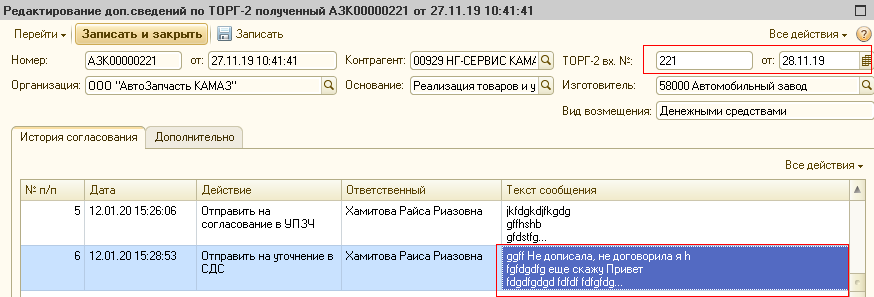 Редактирование доп.сведений по ТОРГ-2 полученный АЗК00000221 от 27.11.19 10:41:41
Перейти Записать и закрыть Записать Все действия ?
Номер: АЗК00000221 от: 27.11.19 10:41:41 Контрагент: 00929 НГ-СЕРВИС КАМА ТОРГ-2 вх. №: 221 от: 28.11.19
Организация: ООО "АвтоЗапчасть КАМАЗ" Основание: Реализация товаров и у Изготовитель: 58000 Автомобильный завод
Вид возмещения: Денежными средствами
История согласования Дополнительно
Все действия
№ п/п Дата Действие Ответственный Текст сообщения
5 12.01.20 15:26:06 Отправить на Хамитова Раиса Риазовна jkfdgkdjfkgdg
согласование в УПЗЧ gffhshb
gfdstfg...
6 12.01.20 15:28:53 Отправить на уточнение в Хамитова Раиса Риазовна ggff Не дописала, не договорила я h
СДС fgfdgdfg еще скажу Привет
fdgdfgdgd fdfdf fdfgfdg...